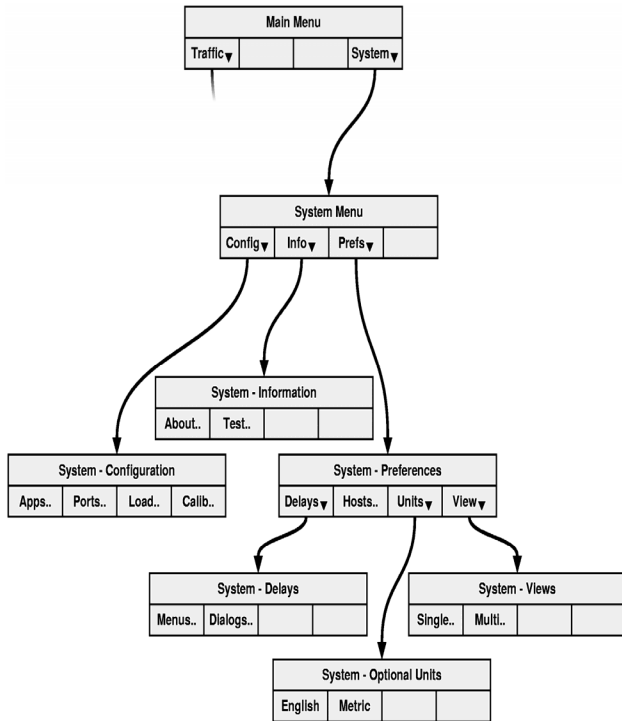 Main Menu
Traffic▼ System▼
System Menu
Config▼ Info▼ Prefs▼
System - Information
About.. Test..
System - Configuration
Apps.. Ports.. Load.. Calib..
System - Preferences
Delays▼ Hosts.. Units▼ View▼
System - Delays
Menus.. Dialogs..
System - Views
Single.. Multi..
System - Optional Units
English Metric